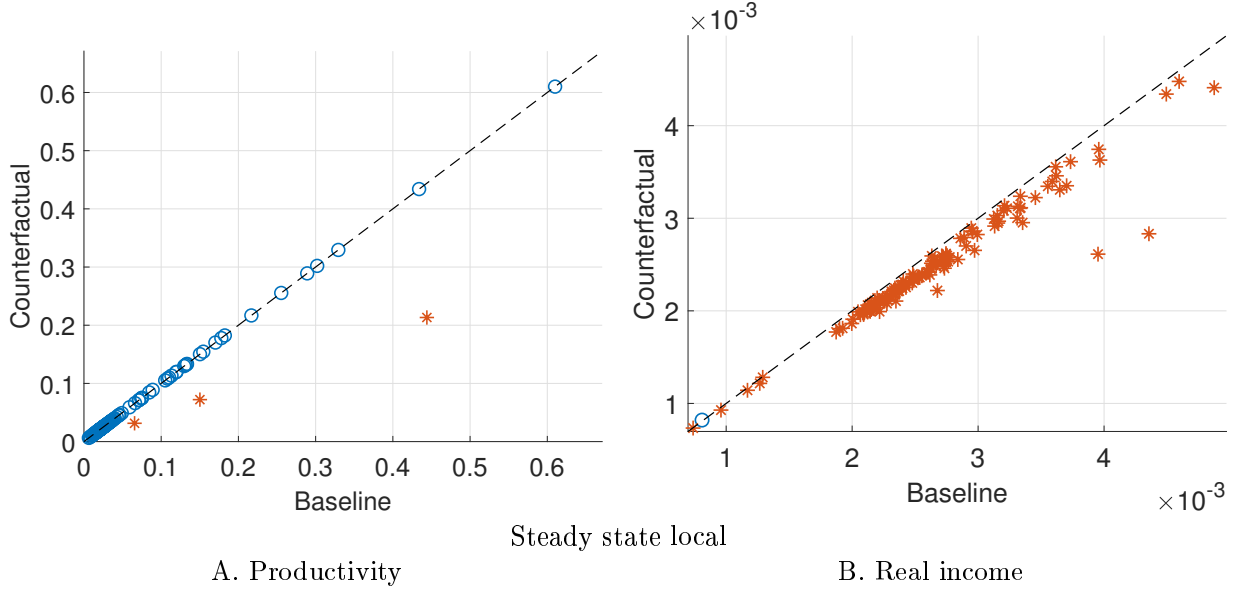 ×10⁻³
0.6
0.5
0.4
0.3
0.2
0.1
0
Counterfactual
0 0.1 0.2 0.3 0.4 0.5 0.6
Baseline
4
3
2
1
Counterfactual
1 2 3 4
Baseline
×10⁻³
Steady state local
A. Productivity
B. Real income